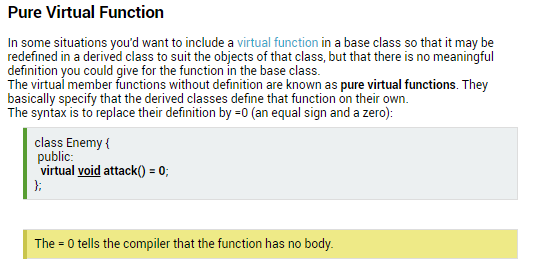 Pure Virtual Function
In some situations you'd want to include a virtual function in a base class so that it may be
redefined in a derived class to suit the objects of that class, but that there is no meaningful
definition you could give for the function in the base class.
The virtual member functions without definition are known as pure virtual functions. They
basically specify that the derived classes define that function on their own.
The syntax is to replace their definition by =0 (an equal sign and a zero):
class Enemy {
public:
virtual void attack() = 0;
};
The = 0 tells the compiler that the function has no body.